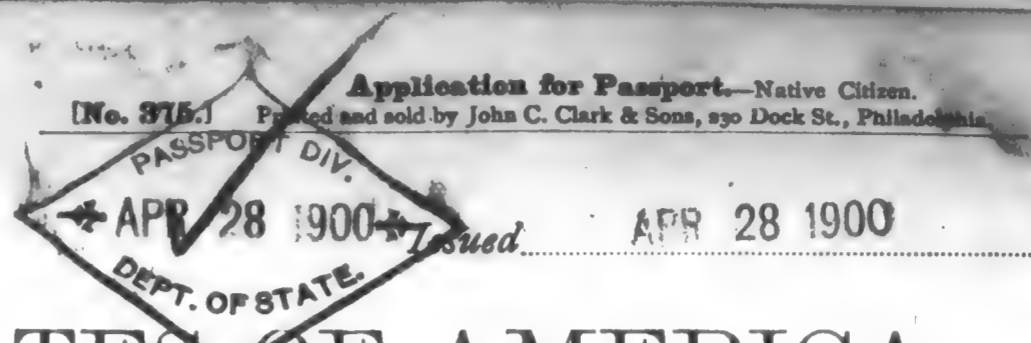 Application for Passport.—Native Citizen.
[No. 375.] Printed and sold by John C. Clark & Sons, 230 Dock St., Philadelphia.
PASSPORT DIV.
APR 28 1900
DEPT. OF STATE.
Issued APR 28 1900
TES OF AMERICA